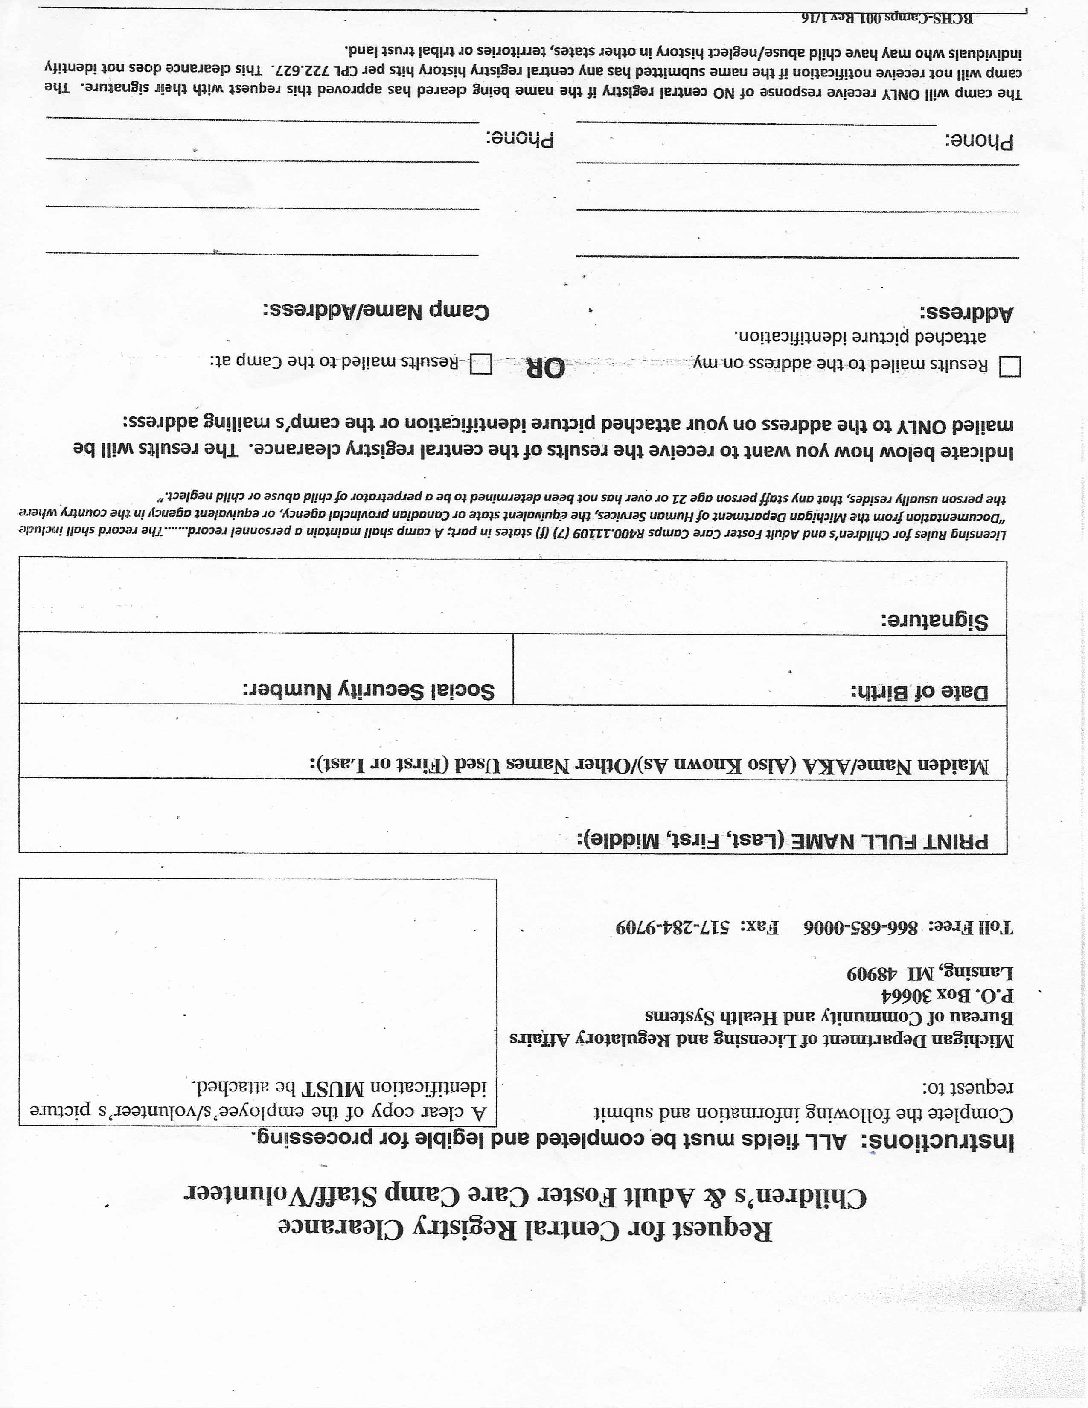 Request for Central Registry Clearance
Children's & Adult Foster Care Camp Staff/Volunteer
Instructions: ALL fields must be completed and legible for processing.
Complete the following information and submit
request to:
Michigan Department of Licensing and Regulatory Affairs
Bureau of Community and Health Systems
P.O. Box 30664
Lansing, MI 48909
Toll Free: 866-685-0006 Fax: 517-284-9709
A clear copy of the employee's/volunteer's picture
identification MUST be attached.
PRINT FULL NAME (Last, First, Middle):
Maiden Name/AKA (Also Known As)/Other Names Used (First or Last):
Date of Birth: Social Security Number:
Signature:
Licensing Rules for Children's and Adult Foster Care Camps R400.11109 (7) (f) states in part; A camp shall maintain a personnel record.......The record shall include
"Documentation from the Michigan Department of Human Services, the equivalent state or Canadian provincial agency, or equivalent agency in the country where
the person usually resides, that any staff person age 21 or over has not been determined to be a perpetrator of child abuse or child neglect."
Indicate below how you want to receive the results of the central registry clearance. The results will be
mailed ONLY to the address on your attached picture identification or the camp's mailing address:
Results mailed to the address on my
attached picture identification.
OR
Results mailed to the Camp at:
Address: Camp Name/Address:
Phone: Phone:
The camp will ONLY receive response of NO central registry if the name being cleared has approved this request with their signature. The
camp will not receive notification if the name submitted has any central registry history hits per CPL 722.627. This clearance does not identify
individuals who may have child abuse/neglect history in other states, territories or tribal trust land.
BCHS-Camps 001 Rev 1/16